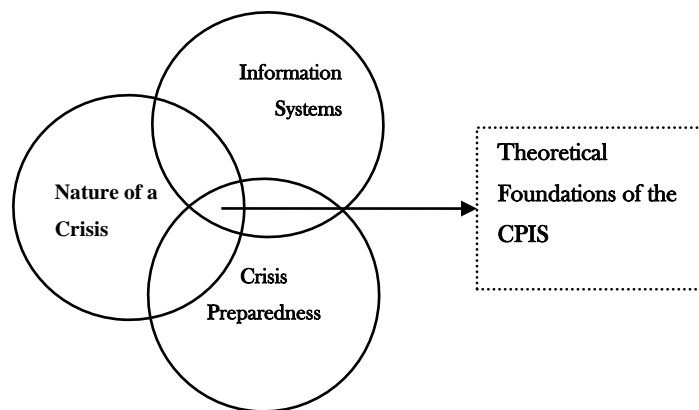 Information
Systems
Nature of a
Crisis
Crisis
Preparedness
Theoretical
Foundations of the
CPIS